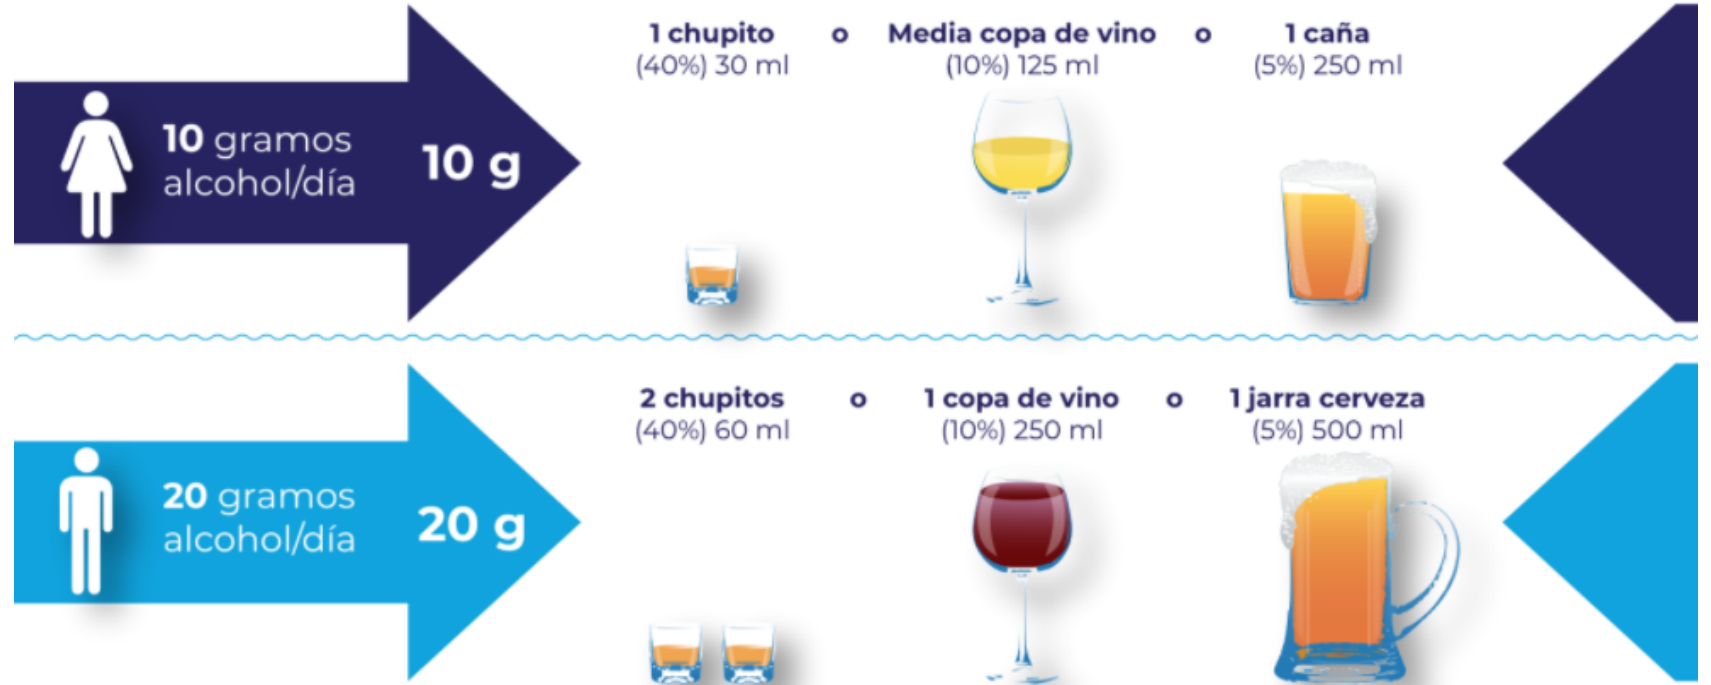 1 chupito o Media copa de vino o 1 caña
(40%) 30 ml (10%) 125 ml (5%) 250 ml
10 gramos
alcohol/día
10 g
2 chupitos o 1 copa de vino o 1 jarra cerveza
(40%) 60 ml (10%) 250 ml (5%) 500 ml
20 gramos
alcohol/día
20 g